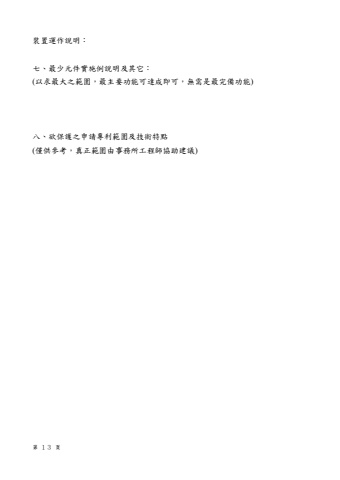 裝置運作說明：
七、最少元件實施例說明及其它：
(以求最大之範圍，最主要功能可達成即可，無需是最完備功能)
八、欲保護之申請專利範圍及技術特點
(僅供參考，真正範圍由事務所工程師協助建議)
第 13 頁